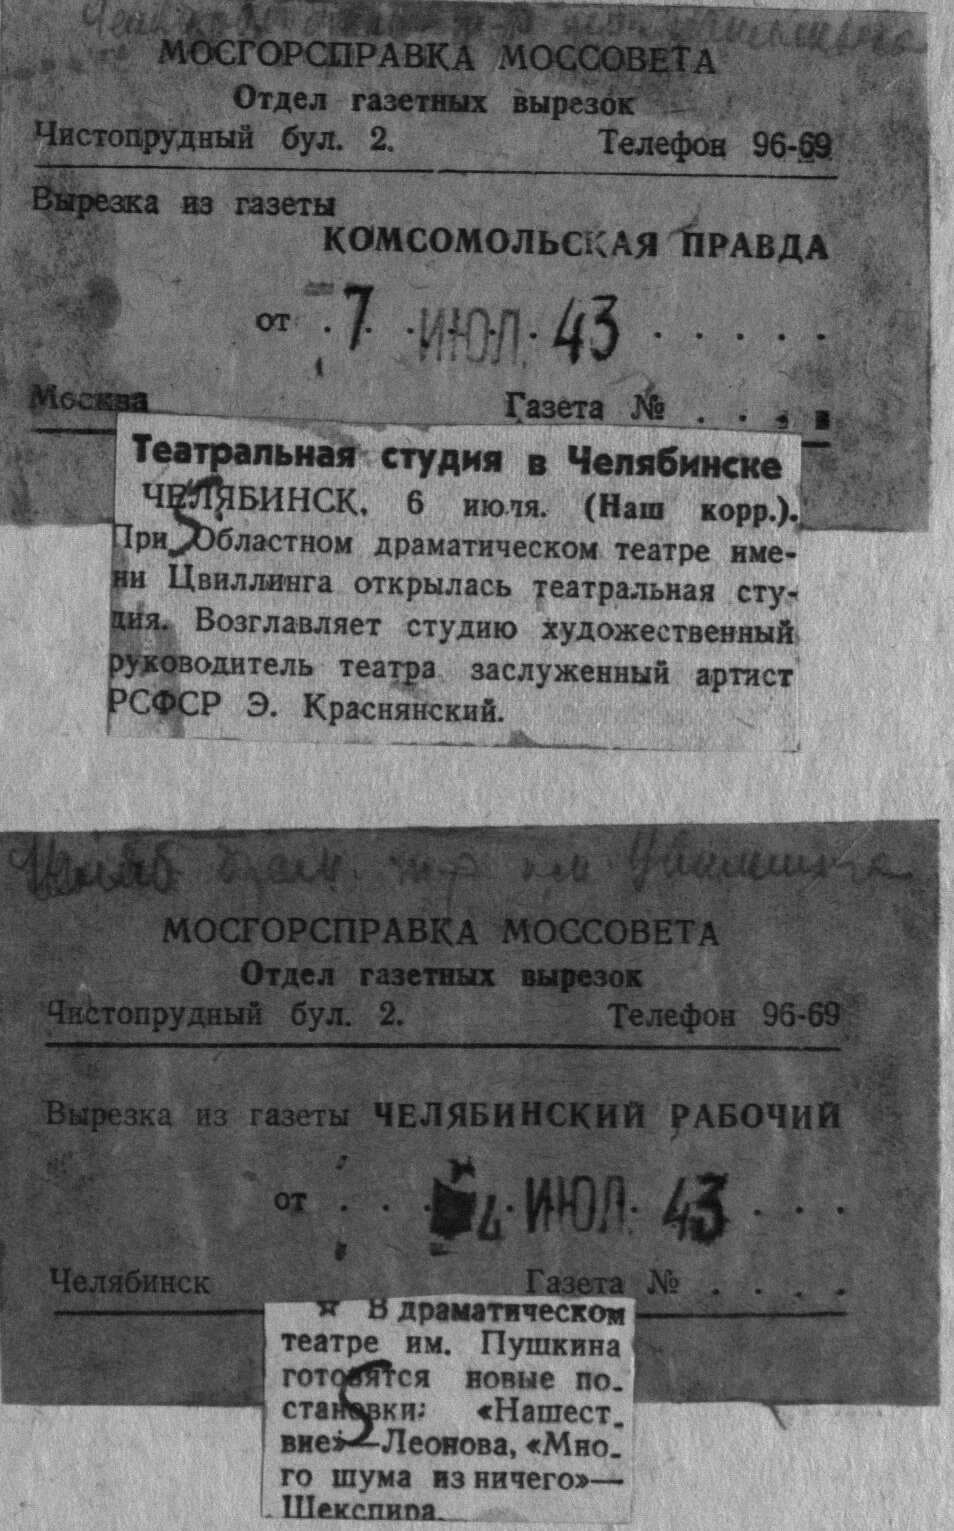 МОСГОРСПРАВКА МОССОВЕТА
Отдел газетных вырезок
Чистопрудный бул. 2. Телефон 96-69
Вырезка из газеты
КОМСОМОЛЬСКАЯ ПРАВДА
от . 7 . ИЮЛ. 43 . . . . .
Москва Газета № . . . .
Театральная студия в Челябинске
ЧЕЛЯБИНСК, 6 июля. (Наш корр.).
При Областном драматическом театре име-
ни Цвиллинга открылась театральная сту-
дия. Возглавляет студию художественный
руководитель театра заслуженный артист
РСФСР Э. Краснянский.
драм. т-р им. Цвиллинга
МОСГОРСПРАВКА МОССОВЕТА
Отдел газетных вырезок
Чистопрудный бул. 2. Телефон 96-69
Вырезка из газеты ЧЕЛЯБИНСКИЙ РАБОЧИЙ
от . . . 4 . ИЮЛ. 43 . . .
Челябинск Газета № . . . .
☆ В драматическом
театре им. Пушкина
готовятся новые по-
становки: «Нашест-
вие»—Леонова, «Мно-
го шума из ничего»—
Шекспира.